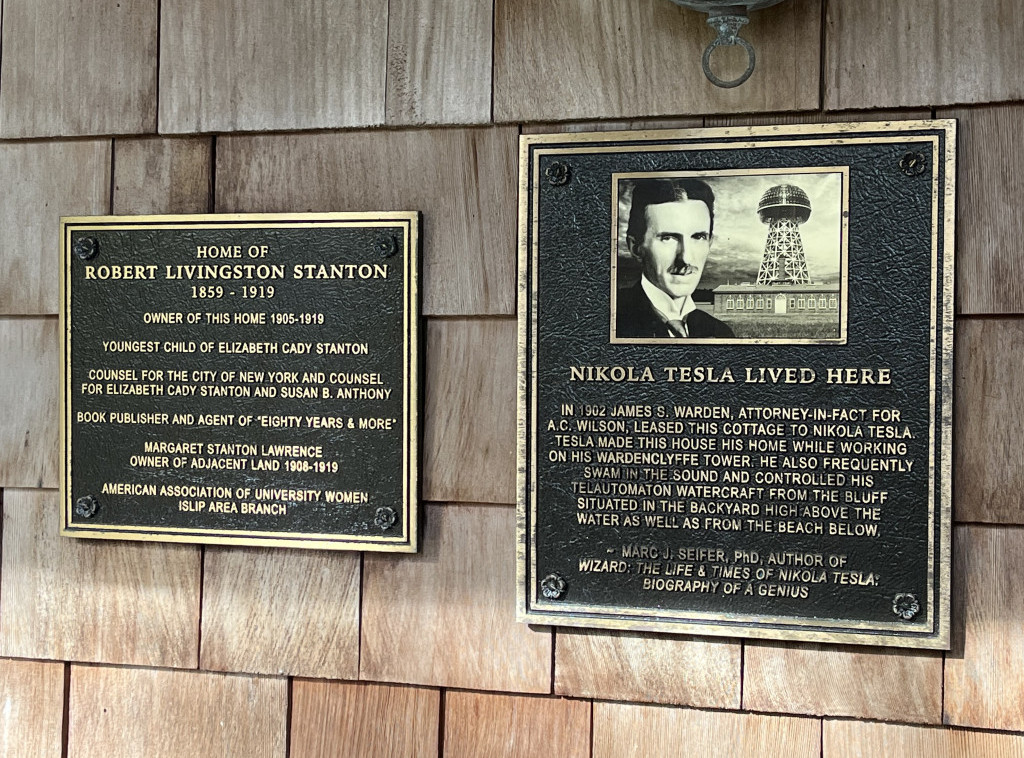 HOME OF
ROBERT LIVINGSTON STANTON
1859 - 1919
OWNER OF THIS HOME 1905-1919
YOUNGEST CHILD OF ELIZABETH CADY STANTON
COUNSEL FOR THE CITY OF NEW YORK AND COUNSEL
FOR ELIZABETH CADY STANTON AND SUSAN B. ANTHONY
BOOK PUBLISHER AND AGENT OF "EIGHTY YEARS & MORE"
MARGARET STANTON LAWRENCE
OWNER OF ADJACENT LAND 1908-1919
AMERICAN ASSOCIATION OF UNIVERSITY WOMEN
ISLIP AREA BRANCH
NIKOLA TESLA LIVED HERE
IN 1902 JAMES S. WARDEN, ATTORNEY-IN-FACT FOR
A.C. WILSON, LEASED THIS COTTAGE TO NIKOLA TESLA.
TESLA MADE THIS HOUSE HIS HOME WHILE WORKING
ON HIS WARDENCLYFFE TOWER. HE ALSO FREQUENTLY
SWAM IN THE SOUND AND CONTROLLED HIS
TELAUTOMATON WATERCRAFT FROM THE BLUFF
SITUATED IN THE BACKYARD HIGH ABOVE THE
WATER AS WELL AS FROM THE BEACH BELOW.
~ MARC J. SEIFER, PhD, AUTHOR OF
WIZARD: THE LIFE & TIMES OF NIKOLA TESLA:
BIOGRAPHY OF A GENIUS